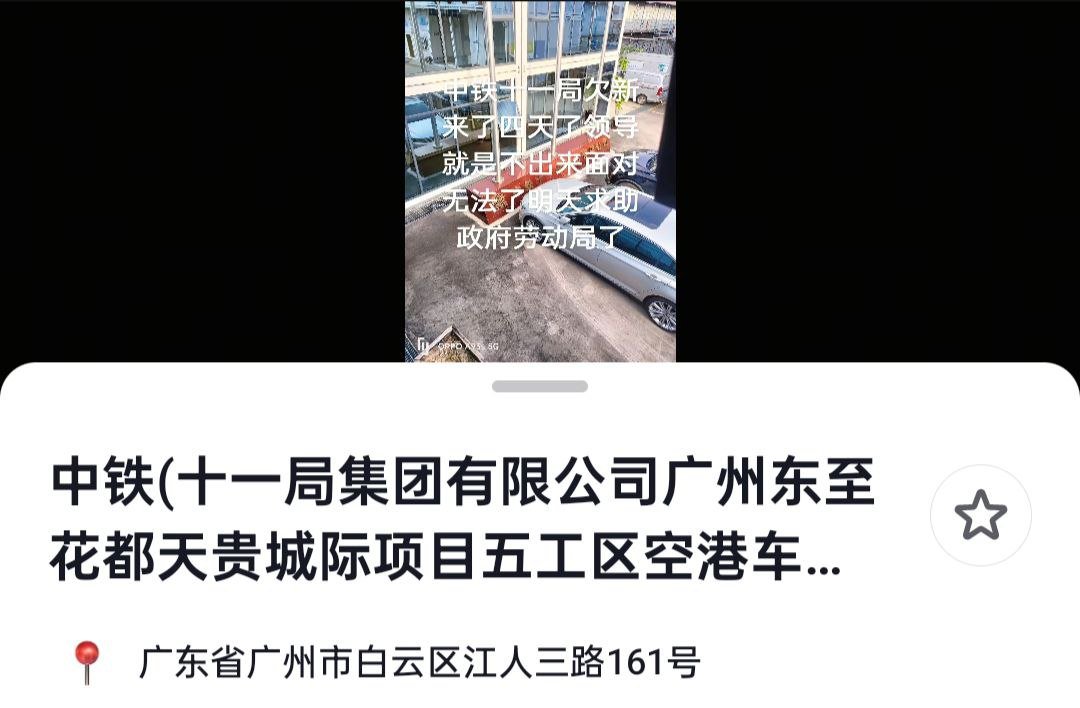 中铁十一局欠新
来了四天了领导
就是不出来面对
无法了明天求助
政府劳动局了
OPPO A93s 5G
中铁(十一局集团有限公司广州东至
花都天贵城际项目五工区空港车...
广东省广州市白云区江人三路161号